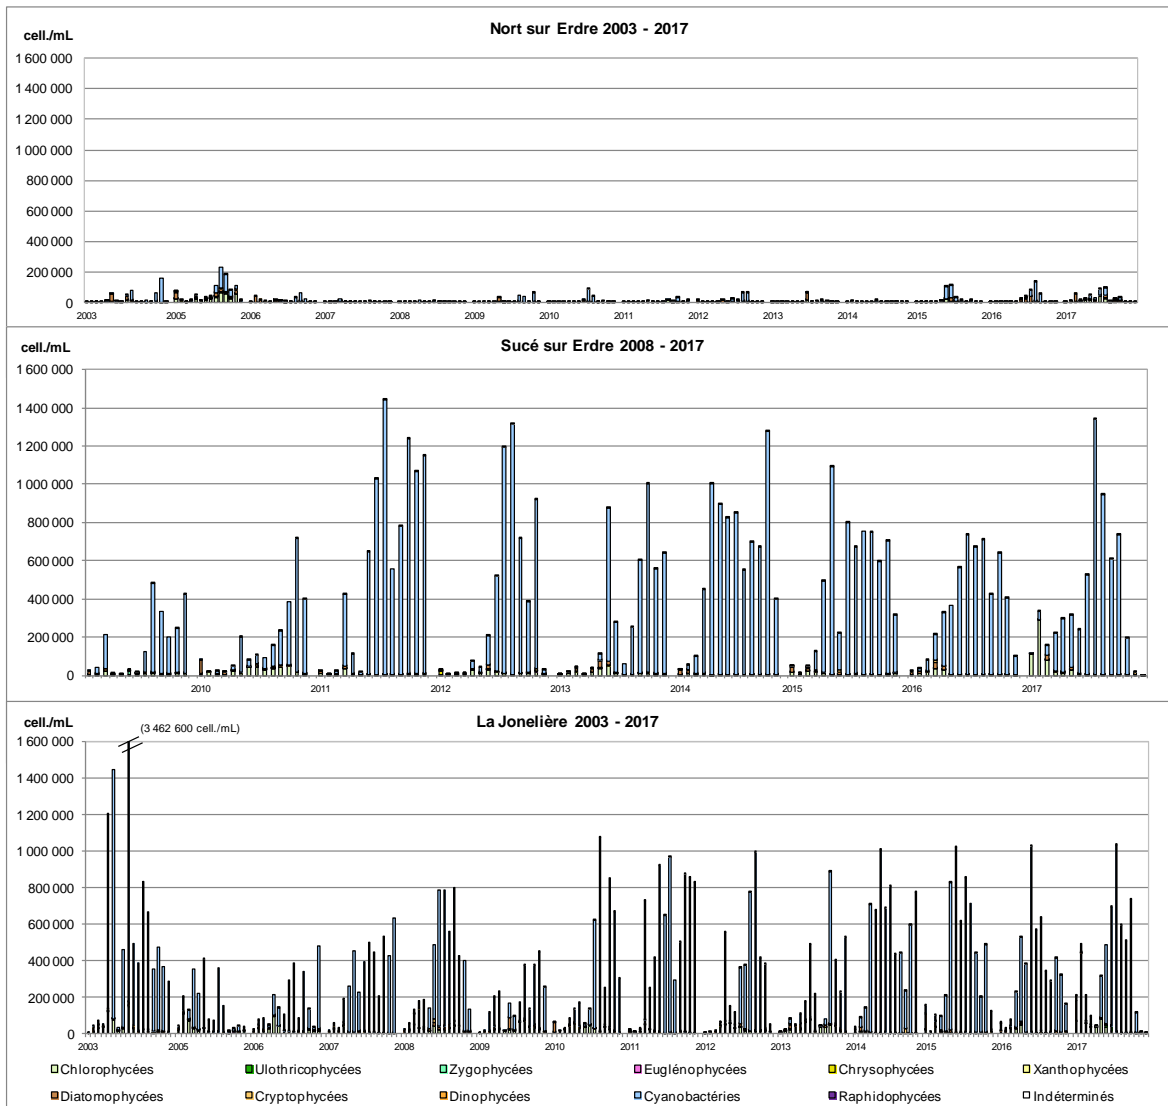 Nort sur Erdre 2003 - 2017
cell./mL
1 600 000
1 400 000
1 200 000
1 000 000
800 000
600 000
400 000
200 000
0
2003 2005 2006 2007 2008 2009 2010 2011 2012 2013 2014 2015 2016 2017
Sucé sur Erdre 2008 - 2017
cell./mL
1 600 000
1 400 000
1 200 000
1 000 000
800 000
600 000
400 000
200 000
0
2010 2011 2012 2013 2014 2015 2016 2017
La Jonelière 2003 - 2017
cell./mL
(3 462 600 cell./mL)
1 600 000
1 400 000
1 200 000
1 000 000
800 000
600 000
400 000
200 000
0
2003 2005 2006 2007 2008 2009 2010 2011 2012 2013 2014 2015 2016 2017
Chlorophycées Ulothricophycées Zygophycées Euglénophycées Chrysophycées Xanthophycées
Diatomophycées Cryptophycées Dinophycées Cyanobactéries Raphidophycées Indéterminés